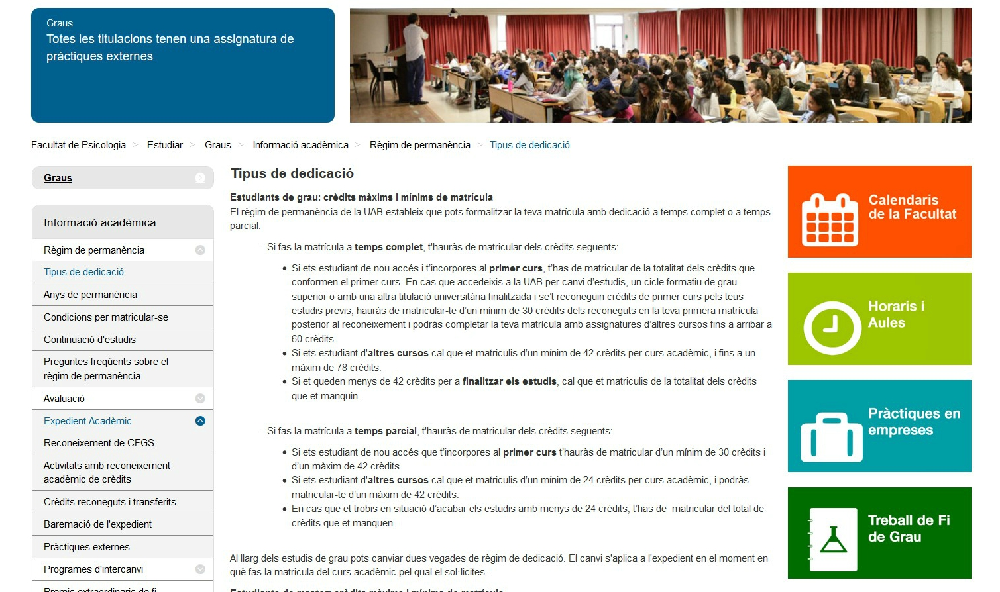 Graus
Totes les titulacions tenen una assignatura de
pràctiques externes
Facultat de Psicologia > Estudiar > Graus > Informació acadèmica > Règim de permanència > Tipus de dedicació
Graus
Informació acadèmica
Règim de permanència
Tipus de dedicació
Anys de permanència
Condicions per matricular-se
Continuació d'estudis
Preguntes freqüents sobre el
règim de permanència
Avaluació
Expedient Acadèmic
Reconeixement de CFGS
Activitats amb reconeixement
acadèmic de crèdits
Crèdits reconeguts i transferits
Baremació de l'expedient
Pràctiques externes
Programes d'intercanvi
Premis extraordinaris de fi
Tipus de dedicació
Estudiants de grau: crèdits màxims i mínims de matrícula
El règim de permanència de la UAB estableix que pots formalitzar la teva matrícula amb dedicació a temps complet o a temps
parcial.
- Si fas la matrícula a temps complet, t'hauràs de matricular dels crèdits següents:
• Si ets estudiant de nou accés i t’incorpores al primer curs, t’has de matricular de la totalitat dels crèdits que
conformen el primer curs. En cas que accedeixis a la UAB per canvi d’estudis, un cicle formatiu de grau
superior o amb una altra titulació universitària finalitzada i se’t reconeguin crèdits de primer curs pels teus
estudis previs, hauràs de matricular-te d’un mínim de 30 crèdits dels reconeguts en la teva primera matrícula
posterior al reconeixement i podràs completar la teva matrícula amb assignatures d’altres cursos fins a arribar a
60 crèdits.
• Si ets estudiant d'altres cursos cal que et matriculis d’un mínim de 42 crèdits per curs acadèmic, i fins a un
màxim de 78 crèdits.
• Si et queden menys de 42 crèdits per a finalitzar els estudis, cal que et matriculis de la totalitat dels crèdits
que et manquin.
- Si fas la matrícula a temps parcial, t'hauràs de matricular dels crèdits següents:
• Si ets estudiant de nou accés que t’incorpores al primer curs t’hauràs de matricular d’un mínim de 30 crèdits i
d’un màxim de 42 crèdits.
• Si ets estudiant d'altres cursos cal que et matriculis d’un mínim de 24 crèdits per curs acadèmic, i podràs
matricular-te d’un màxim de 42 crèdits.
• En cas que et trobis en situació d’acabar els estudis amb menys de 24 crèdits, t’has de matricular del total de
crèdits que et manquen.
Al llarg dels estudis de grau pots canviar dues vegades de règim de dedicació. El canvi s'aplica a l'expedient en el moment en
què fas la matricula del curs acadèmic pel qual el sol·licites.
Estudiants de master: crèdits màxims i mínims de matrícula
Calendaris
de la Facultat
Horaris i
Aules
Pràctiques en
empreses
Treball de Fi
de Grau